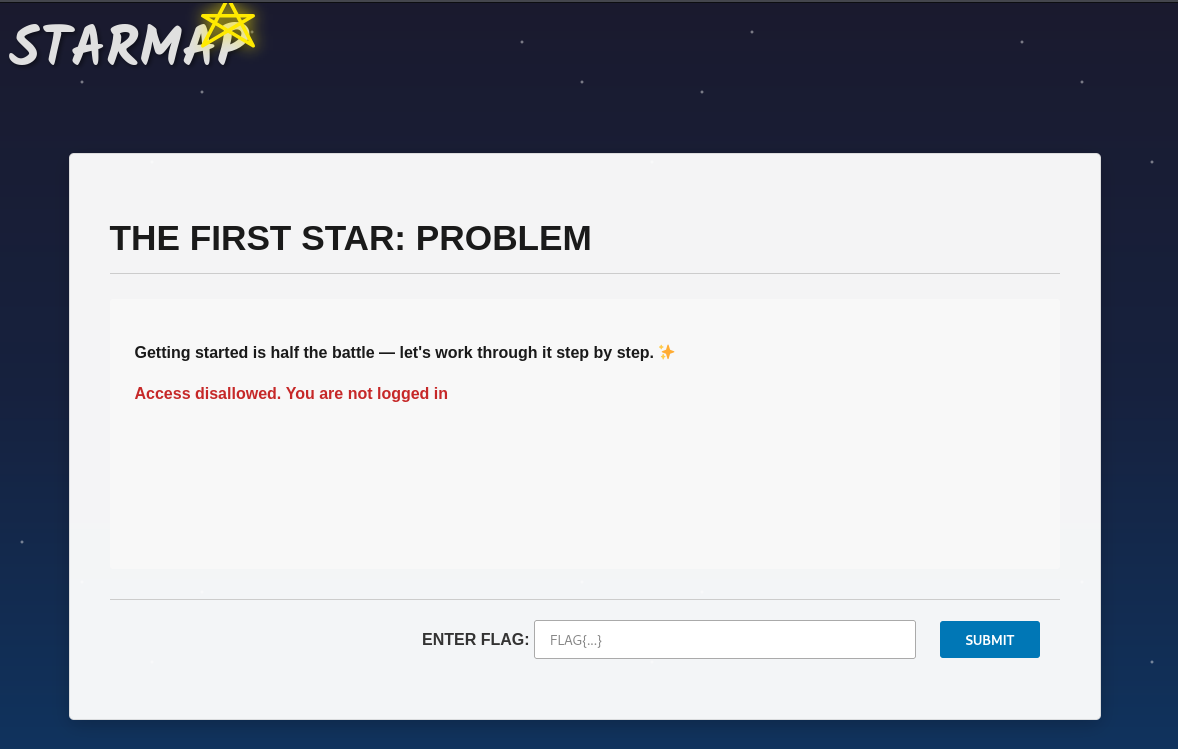 STARMAP
THE FIRST STAR: PROBLEM
Getting started is half the battle — let's work through it step by step. ✨
Access disallowed. You are not logged in
ENTER FLAG: FLAG{...} SUBMIT